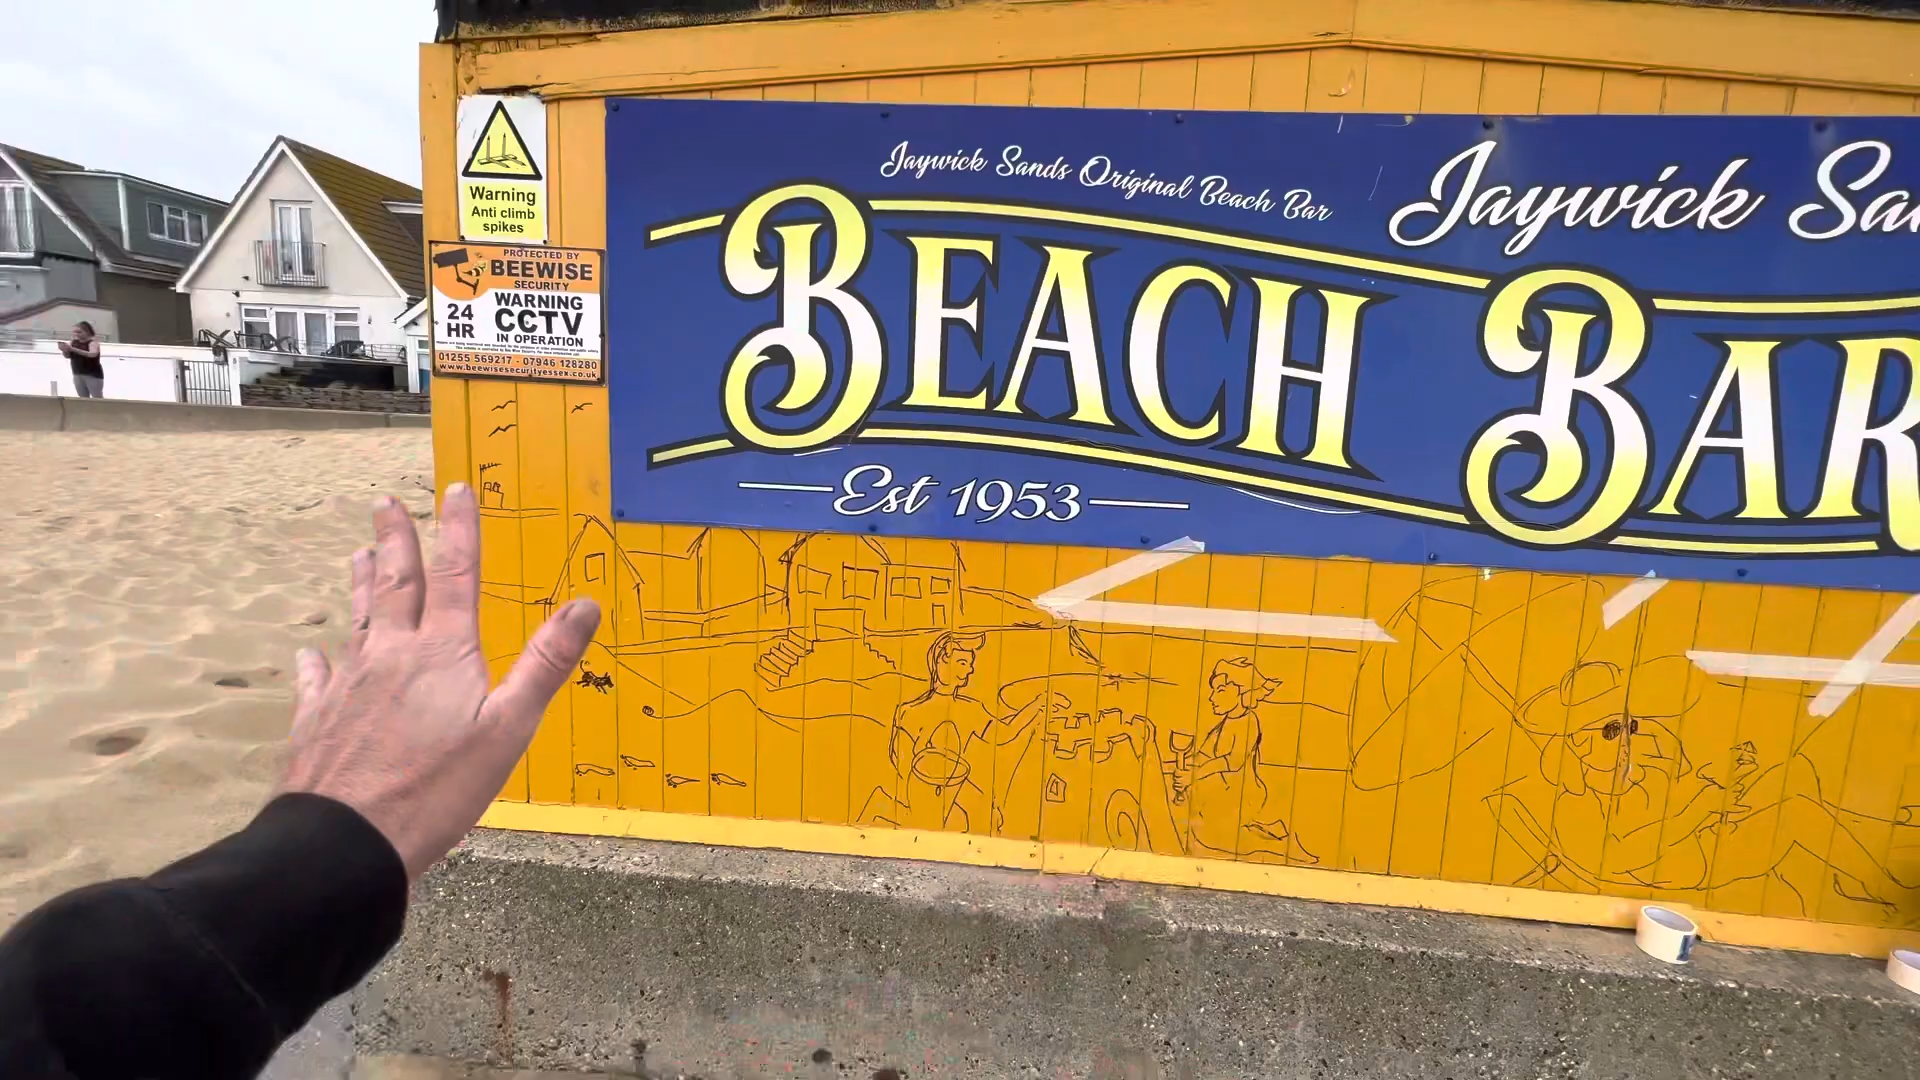 Warning
Anti climb
spikes
PROTECTED BY
BEEWISE
SECURITY
24
HR
WARNING
CCTV
IN OPERATION
01255 569217 - 07946 128280
www.beewisesecurityessex.co.uk
Jaywick Sands Original Beach Bar
Jaywick Sa
BEACH BAR
Est 1953